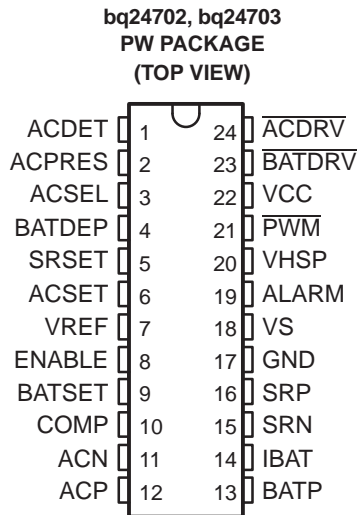 bq24702, bq24703
PW PACKAGE
(TOP VIEW)
ACDET 1 24 ACDRV
ACPRES 2 23 BATDRV
ACSEL 3 22 VCC
BATDEP 4 21 PWM
SRSET 5 20 VHSP
ACSET 6 19 ALARM
VREF 7 18 VS
ENABLE 8 17 GND
BATSET 9 16 SRP
COMP 10 15 SRN
ACN 11 14 IBAT
ACP 12 13 BATP